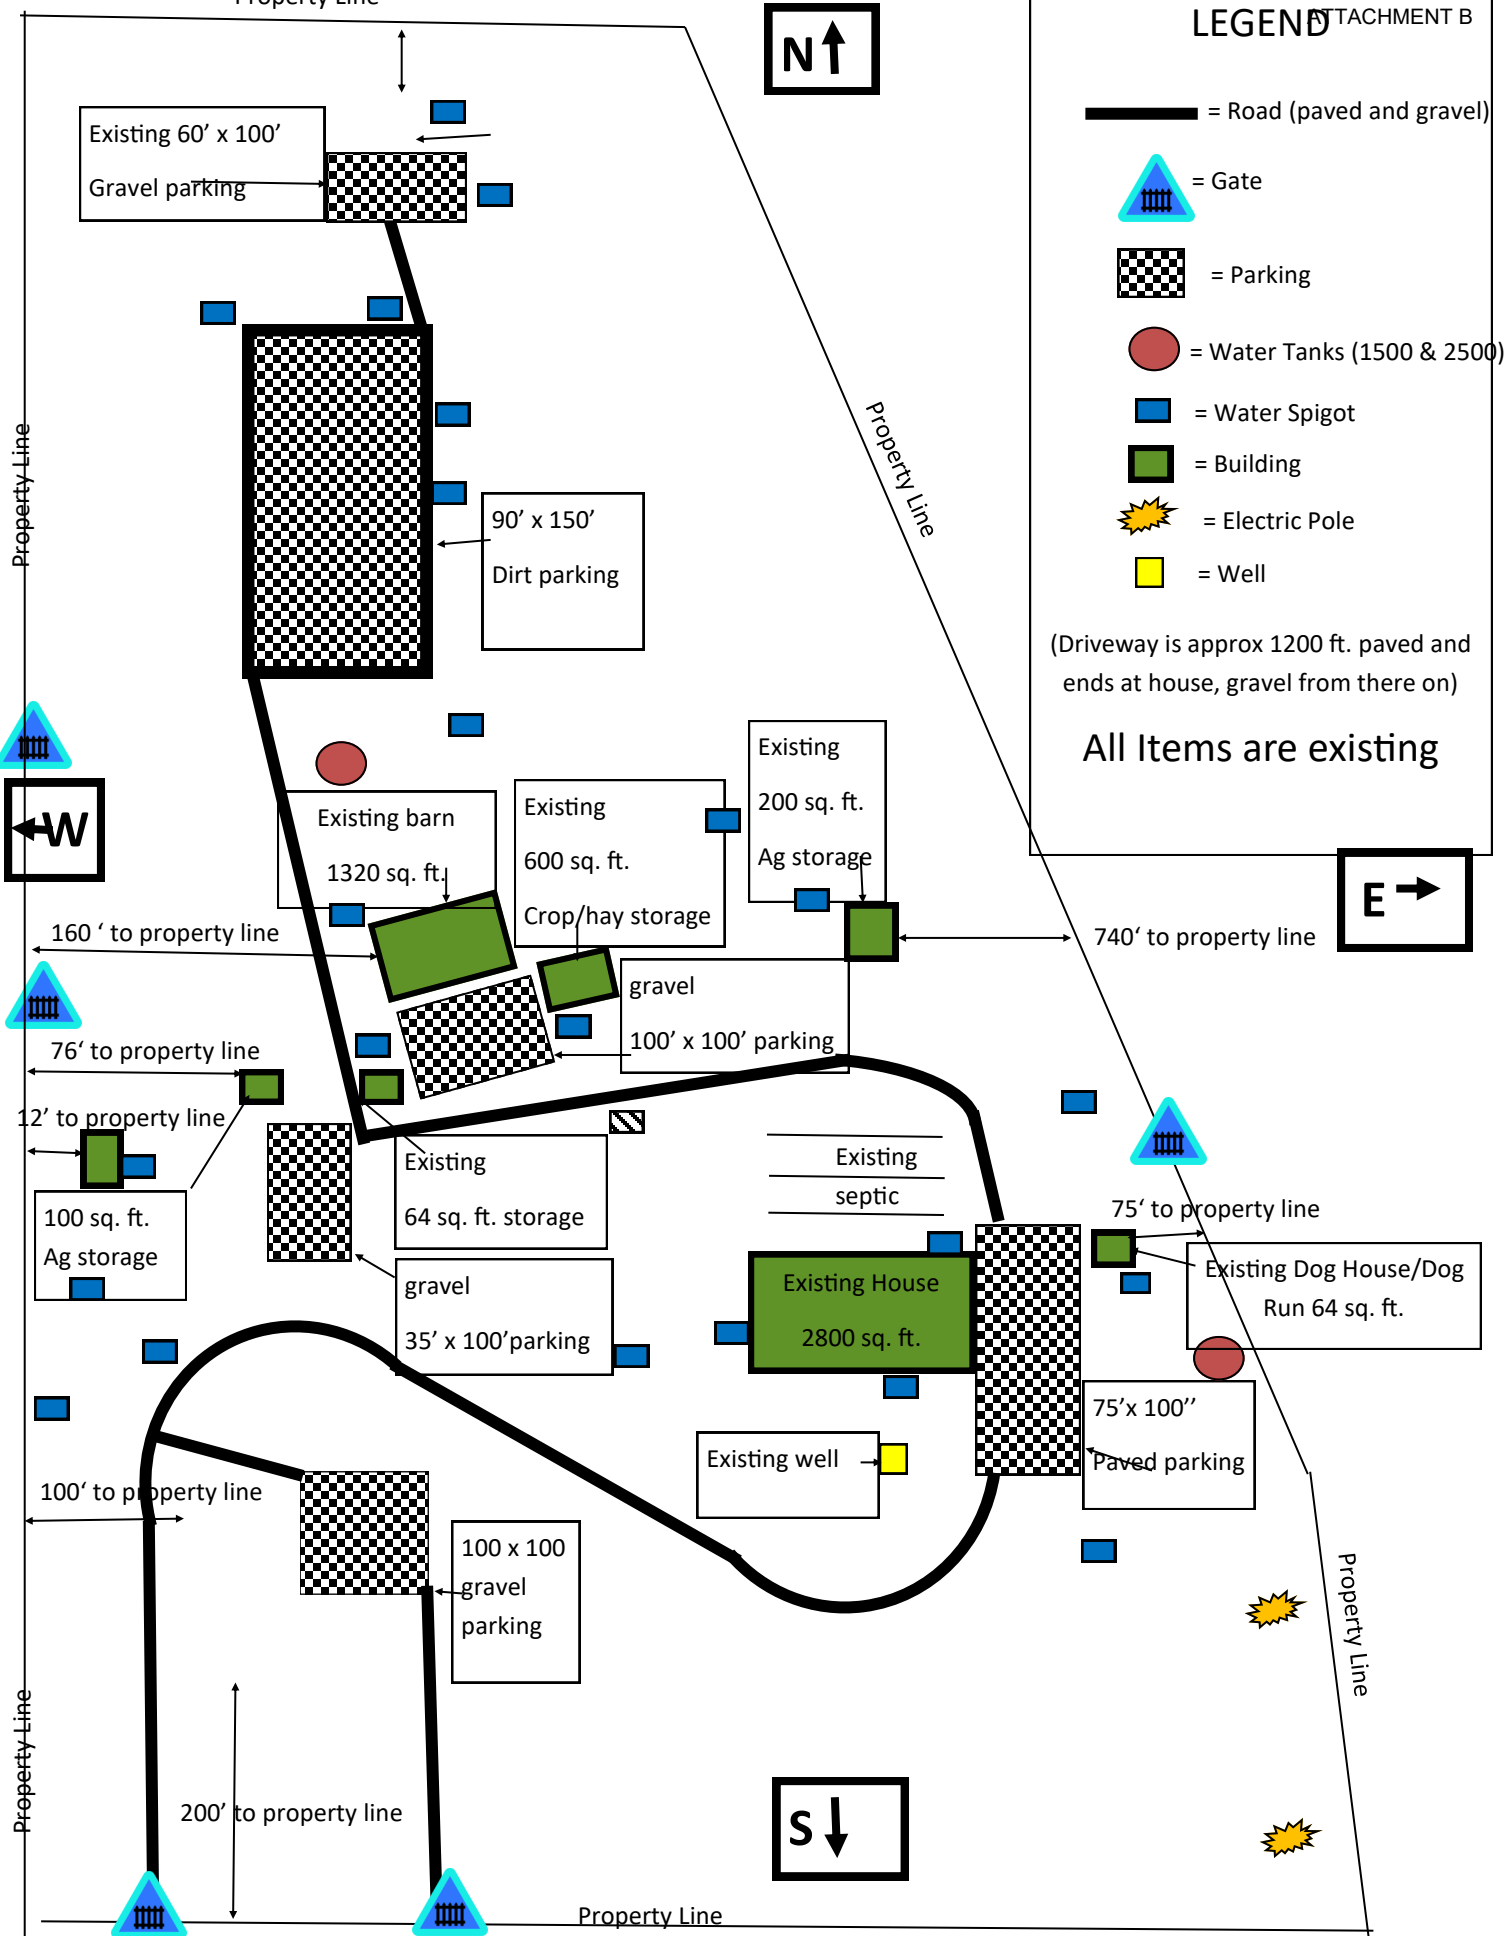 Property Line
N
LEGEND
ATTACHMENT B
= Road (paved and gravel)
= Gate
= Parking
= Water Tanks (1500 & 2500)
= Water Spigot
= Building
= Electric Pole
= Well
(Driveway is approx 1200 ft. paved and
ends at house, gravel from there on)
All Items are existing
Existing 60’ x 100’
Gravel parking
Property Line
Property Line
90’ x 150’
Dirt parking
W
E
Existing barn
1320 sq. ft.
Existing
600 sq. ft.
Crop/hay storage
Existing
200 sq. ft.
Ag storage
160 ‘ to property line
740’ to property line
gravel
100’ x 100’ parking
76‘ to property line
12’ to property line
100 sq. ft.
Ag storage
Existing
64 sq. ft. storage
gravel
35’ x 100’parking
Existing
septic
75‘ to property line
Existing Dog House/Dog
Run 64 sq. ft.
Existing House
2800 sq. ft.
75’x 100’’
Paved parking
Existing well
100‘ to property line
100 x 100
gravel
parking
Property Line
Property Line
200’ to property line
S
Property Line